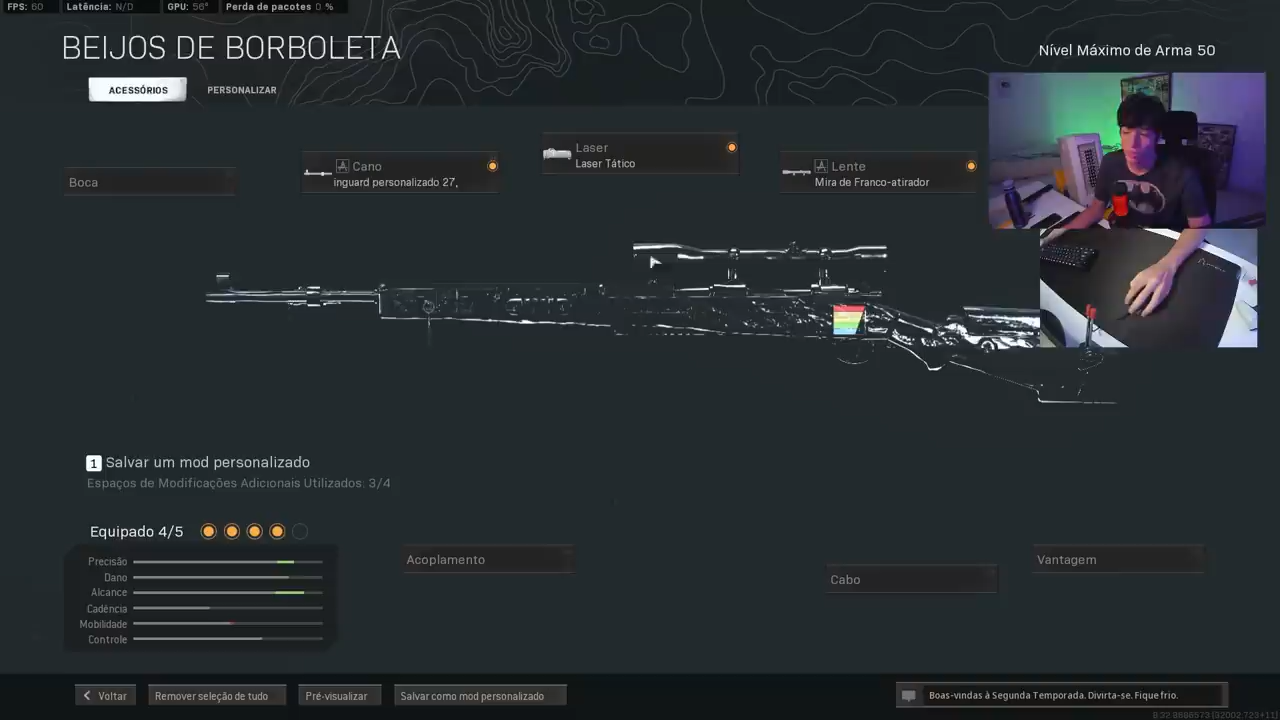 FPS: 60 Latência: N/D GPU: 56° Perda de pacotes 0 %
BEIJOS DE BORBOLETA
Nível Máximo de Arma 50
ACESSÓRIOS PERSONALIZAR
Boca
Cano
inguard personalizado 27,
Laser
Laser Tático
Lente
Mira de Franco-atirador
1 Salvar um mod personalizado
Espaços de Modificações Adicionais Utilizados: 3/4
Equipado 4/5
Precisão
Dano
Alcance
Cadência
Mobilidade
Controle
Acoplamento
Cabo
Vantagem
Voltar Remover seleção de tudo Pré-visualizar Salvar como mod personalizado
Boas-vindas à Segunda Temporada. Divirta-se. Fique frio.